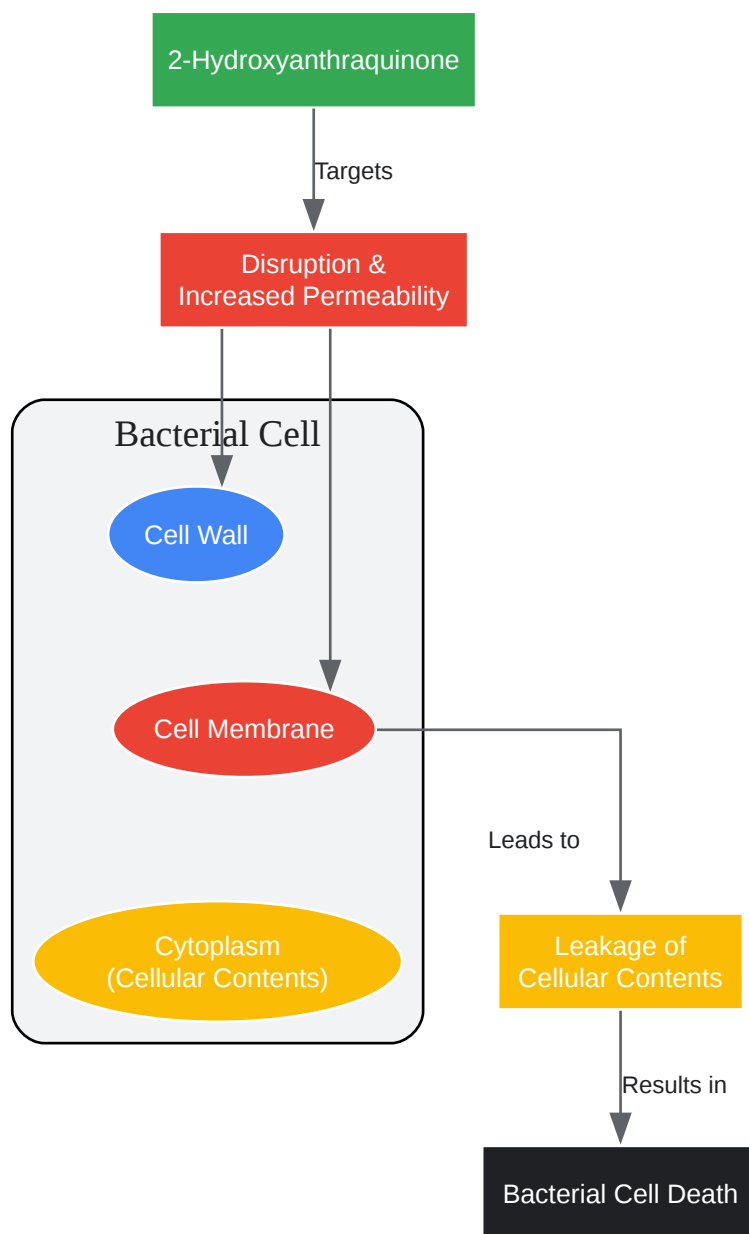 2-Hydroxyanthraquinone
Targets
Disruption &
Increased Permeability
Bacterial Cell
Cell Wall
Cell Membrane
Leads to
Cytoplasm
(Cellular Contents)
Leakage of
Cellular Contents
Results in
Bacterial Cell Death